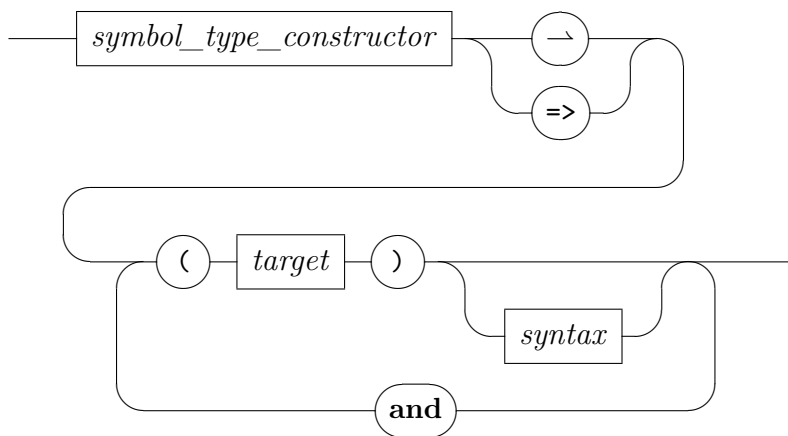 symbol_type_constructor ⇀
=>
( target )
syntax
and